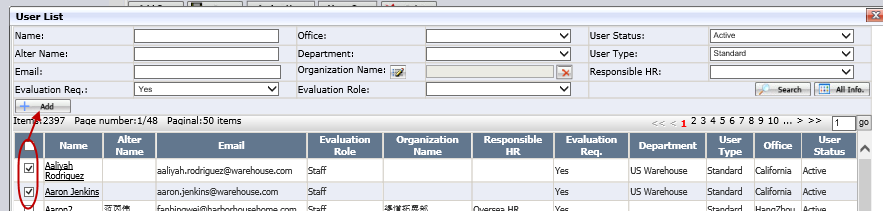 User List
Name: Office: User Status: Active
Alter Name: Department: User Type: Standard
Email: Organization Name: Responsible HR:
Evaluation Req.: Yes Evaluation Role: Search All Info.
Add
Items:2397 Page number:1/48 Paginal:50 items << < 1 2 3 4 5 6 7 8 9 10 ... > >> 1 go
Name Alter Name Email Evaluation Role Organization Name Responsible HR Evaluation Req. Department User Type Office User Status
Aaliyah Rodriguez aaliyah.rodriguez@warehouse.com Staff Yes US Warehouse Standard California Active
Aaron Jenkins aaron.jenkins@warehouse.com Staff Yes US Warehouse Standard California Active
Aaron2 fanbingwei@harborhousehome.com Staff Oversea HR Yes Standard HangZhou Active